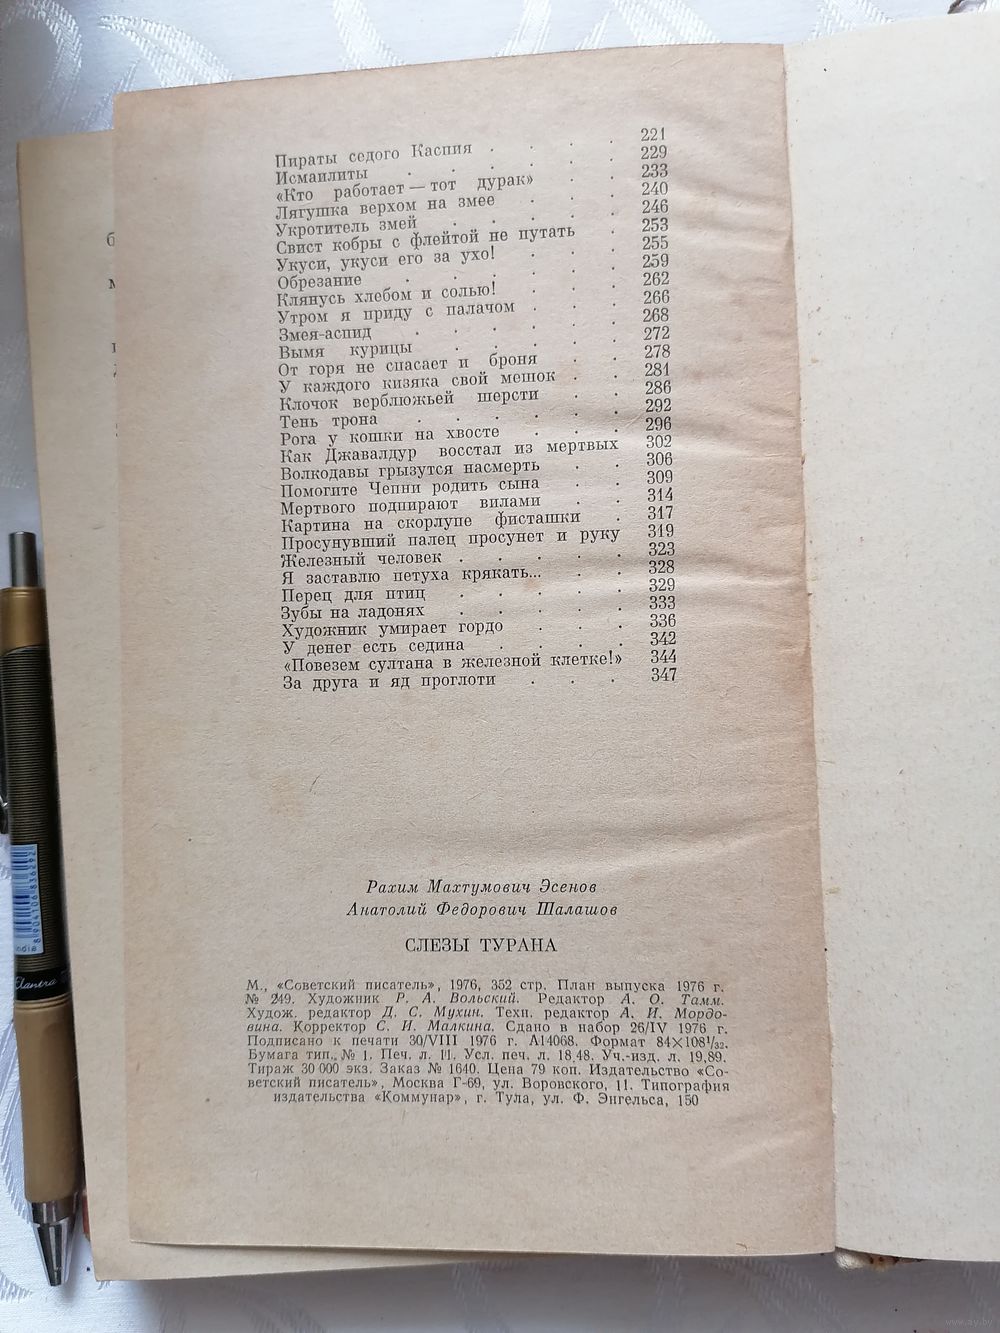 Пираты седого Каспия . . . . 221
Исмаилиты . . . . . . 229
«Кто работает — тот дурак» . . 233
Лягушка верхом на змее . . . 240
Укротитель змей . . . . . 246
Свист кобры с флейтой не путать . 253
Укуси, укуси его за ухо! . . . 255
Обрезание . . . . . . 259
Клянусь хлебом и солью! . . . 262
Утром я приду с палачом . . . 266
Змея-аспид . . . . . . 268
Вымя курицы . . . . . 272
От горя не спасает и броня . . 278
У каждого кизяка свой мешок . . 281
Клочок верблюжьей шерсти . . 286
Тень трона . . . . . . 292
Рога у кошки на хвосте . . . 296
Как Джавалдур восстал из мертвых 302
Волкодавы грызутся насмерть . . 306
Помогите Чепни родить сына . . 309
Мертвого подпирают вилами . . 314
Картина на скорлупе фисташки . 317
Просунувший палец просунет и руку 319
Железный человек . . . . . 323
Я заставлю петуха крякать... . . 328
Перец для птиц . . . . . 329
Зубы на ладонях . . . . . 333
Художник умирает гордо . . . 336
У денег есть седина . . . . 342
«Повезем султана в железной клетке!» 344
За друга и яд проглоти . . . 347
Рахим Махтумович Эсенов
Анатолий Федорович Шалашов
СЛЕЗЫ ТУРАНА
М., «Советский писатель», 1976, 352 стр. План выпуска 1976 г.
№ 249. Художник Р. А. Вольский. Редактор А. О. Тамм.
Худож. редактор Д. С. Мухин. Техн. редактор А. И. Мордо-
вина. Корректор С. И. Малкина. Сдано в набор 26/IV 1976 г.
Подписано к печати 30/VIII 1976 г. А14068. Формат 84×108¹/₃₂.
Бумага тип. № 1. Печ. л. 11. Усл. печ. л. 18,48. Уч.-изд. л. 19,89.
Тираж 30 000 экз. Заказ № 1640. Цена 79 коп. Издательство «Со-
ветский писатель», Москва Г-69, ул. Воровского, 11. Типография
издательства «Коммунар», г. Тула, ул. Ф. Энгельса, 150
8904106836292
Elantra
www.ay.by